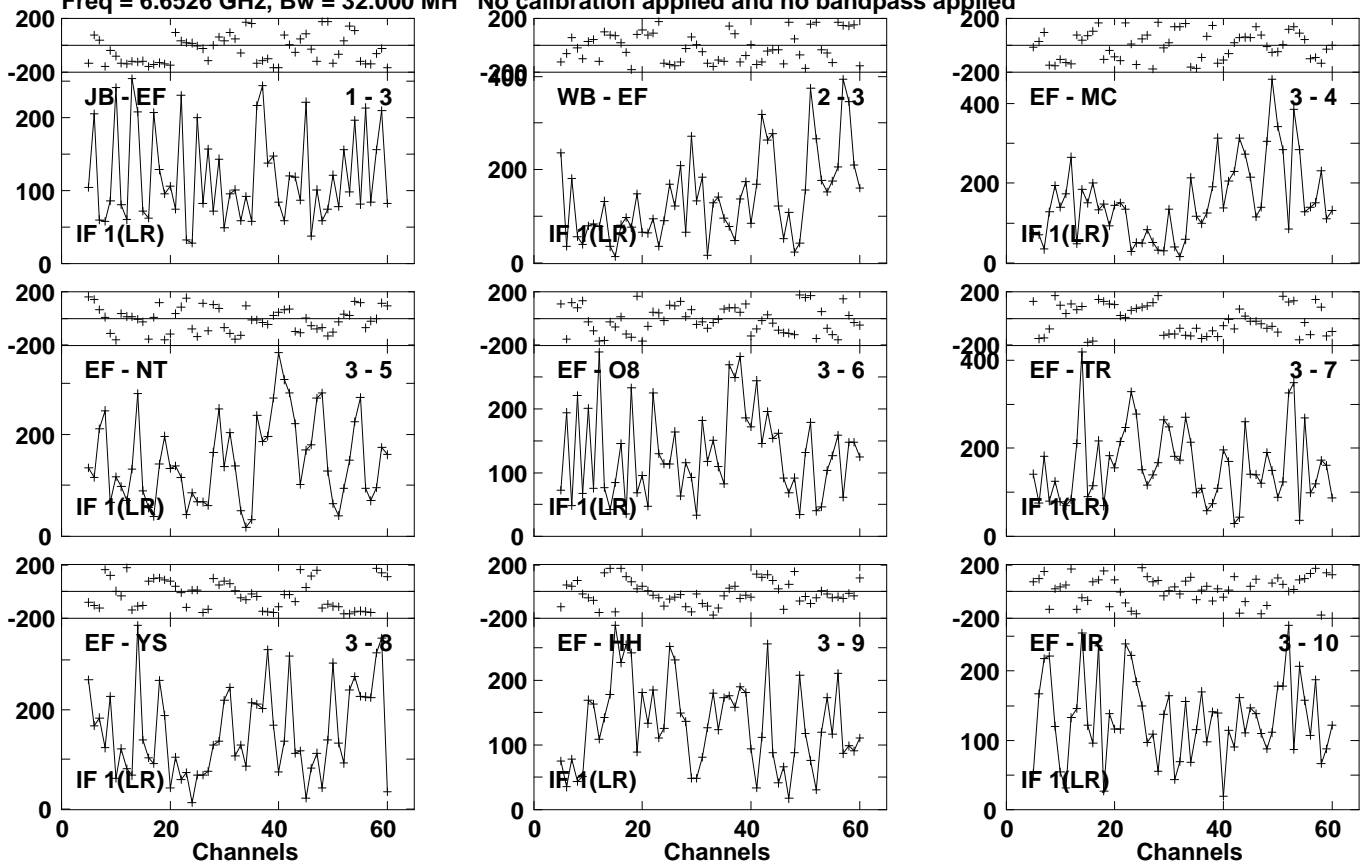 Freq = 6.6526 GHz, Bw = 32.000 MH No calibration applied and no bandpass applied
200
-200
JB - EF 1 - 3
200
100
0
IF 1(LR)
200
-200
400
WB - EF 2 - 3
200
0
IF 1(LR)
200
-200
EF - MC 3 - 4
400
200
0
IF 1(LR)
200
-200
EF - NT 3 - 5
200
0
IF 1(LR)
200
-200
EF - O8 3 - 6
200
100
0
IF 1(LR)
200
-200
400
EF - TR 3 - 7
200
0
IF 1(LR)
200
-200
EF - YS 3 - 8
200
0
IF 1(LR)
0 20 40 60
Channels
200
-200
EF - HH 3 - 9
200
100
0
IF 1(LR)
0 20 40 60
Channels
200
-200
EF - IR 3 - 10
200
100
0
IF 1(LR)
0 20 40 60
Channels